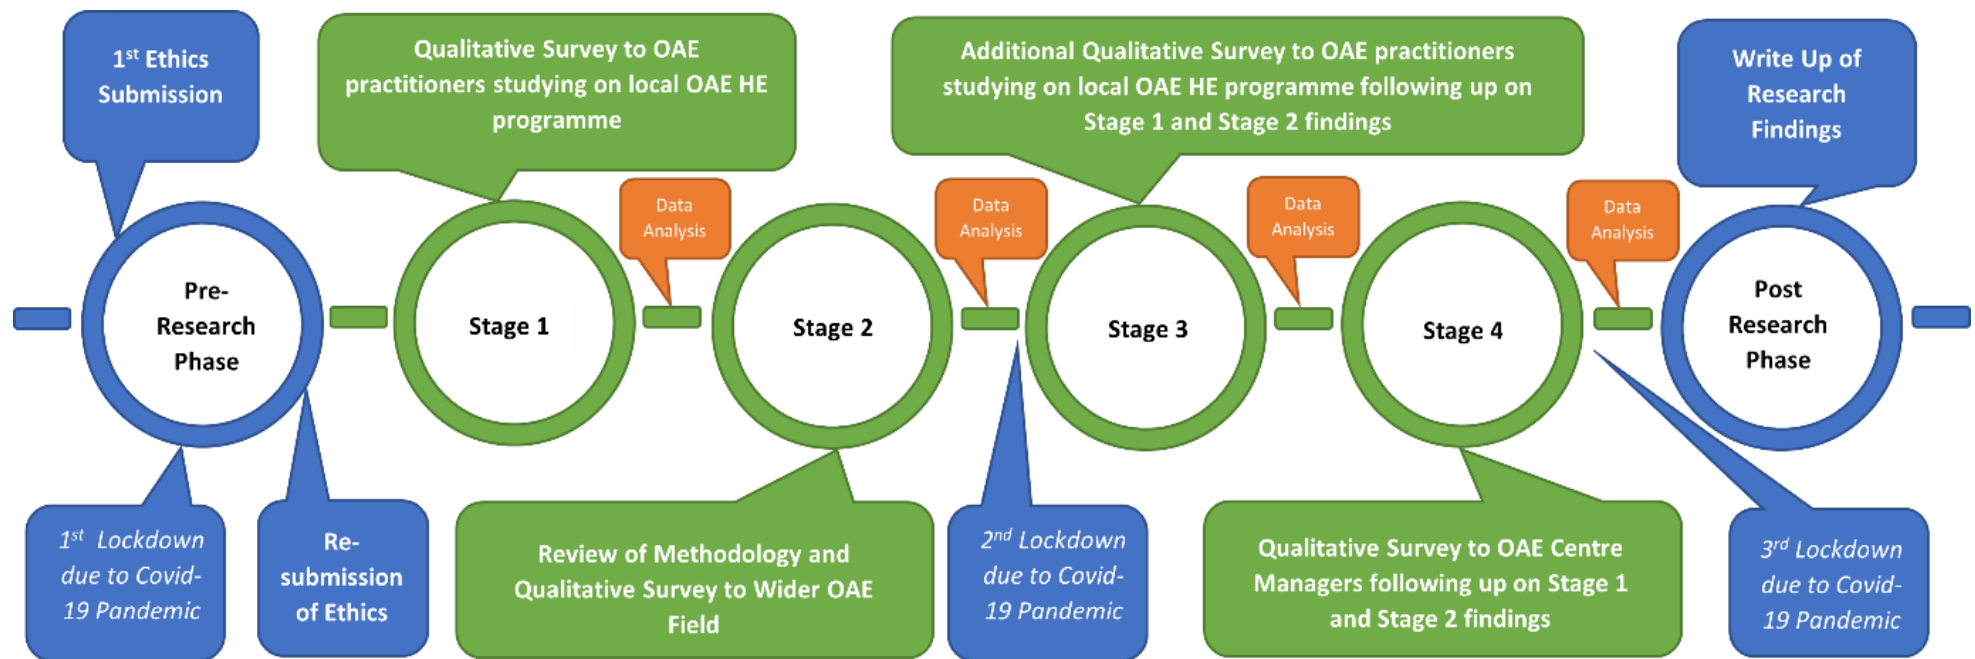 1st Ethics
Submission
Qualitative Survey to OAE
practitioners studying on local OAE HE
programme
Additional Qualitative Survey to OAE practitioners
studying on local OAE HE programme following up on
Stage 1 and Stage 2 findings
Write Up of
Research
Findings
Data
Analysis
Data
Analysis
Data
Analysis
Data
Analysis
Pre-
Research
Phase
Stage 1
Stage 2
Stage 3
Stage 4
Post
Research
Phase
1st Lockdown
due to Covid-
19 Pandemic
Re-
submission
of Ethics
Review of Methodology and
Qualitative Survey to Wider OAE
Field
2nd Lockdown
due to Covid-
19 Pandemic
Qualitative Survey to OAE Centre
Managers following up on Stage 1
and Stage 2 findings
3rd Lockdown
due to Covid-
19 Pandemic